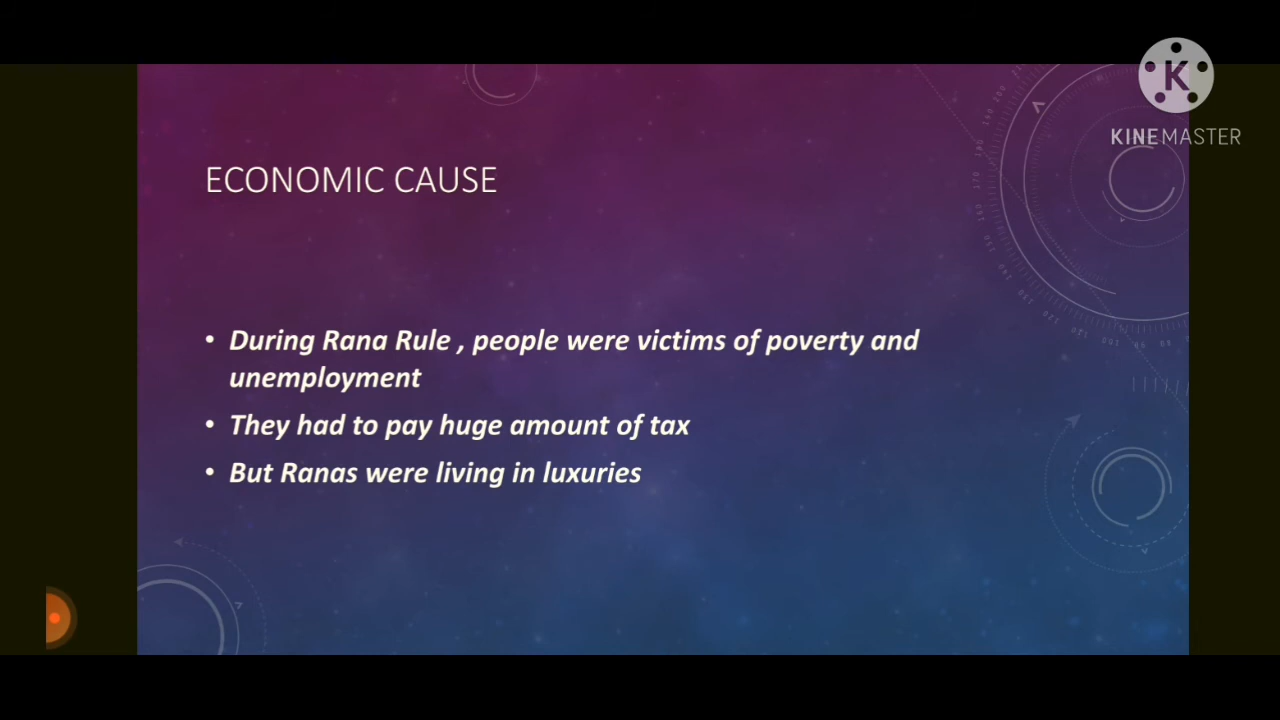 KINEMASTER
ECONOMIC CAUSE
• During Rana Rule , people were victims of poverty and
unemployment
• They had to pay huge amount of tax
• But Ranas were living in luxuries